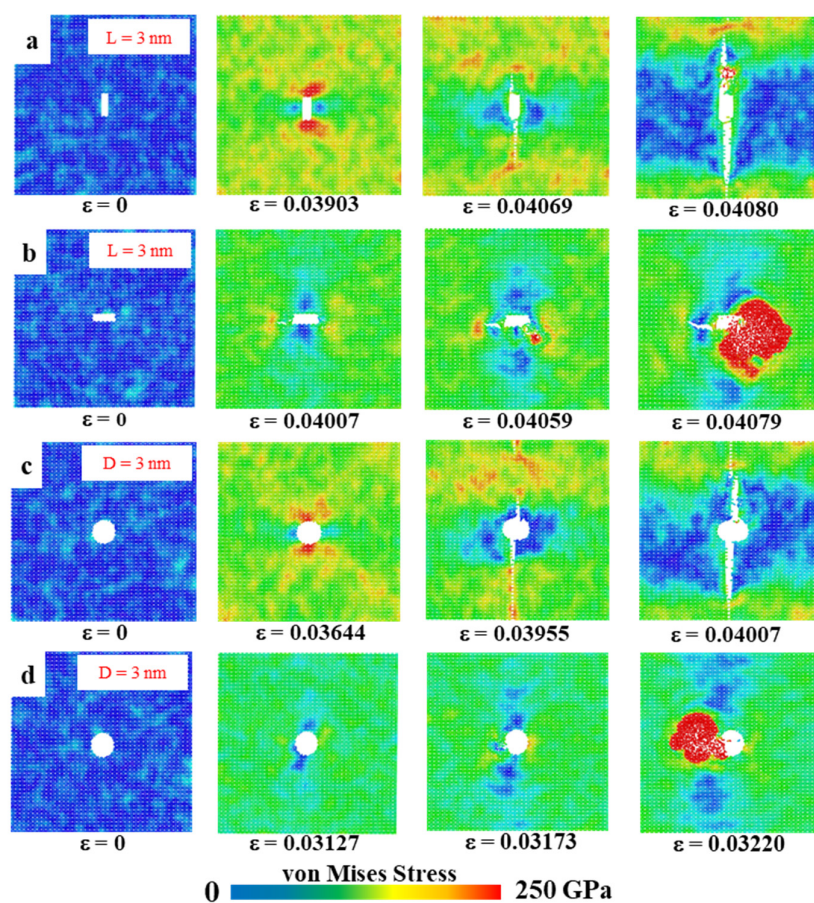 a
L = 3 nm
ε = 0
ε = 0.03903
ε = 0.04069
ε = 0.04080
b
L = 3 nm
ε = 0
ε = 0.04007
ε = 0.04059
ε = 0.04079
c
D = 3 nm
ε = 0
ε = 0.03644
ε = 0.03955
ε = 0.04007
d
D = 3 nm
ε = 0
ε = 0.03127
ε = 0.03173
ε = 0.03220
von Mises Stress
0
250 GPa